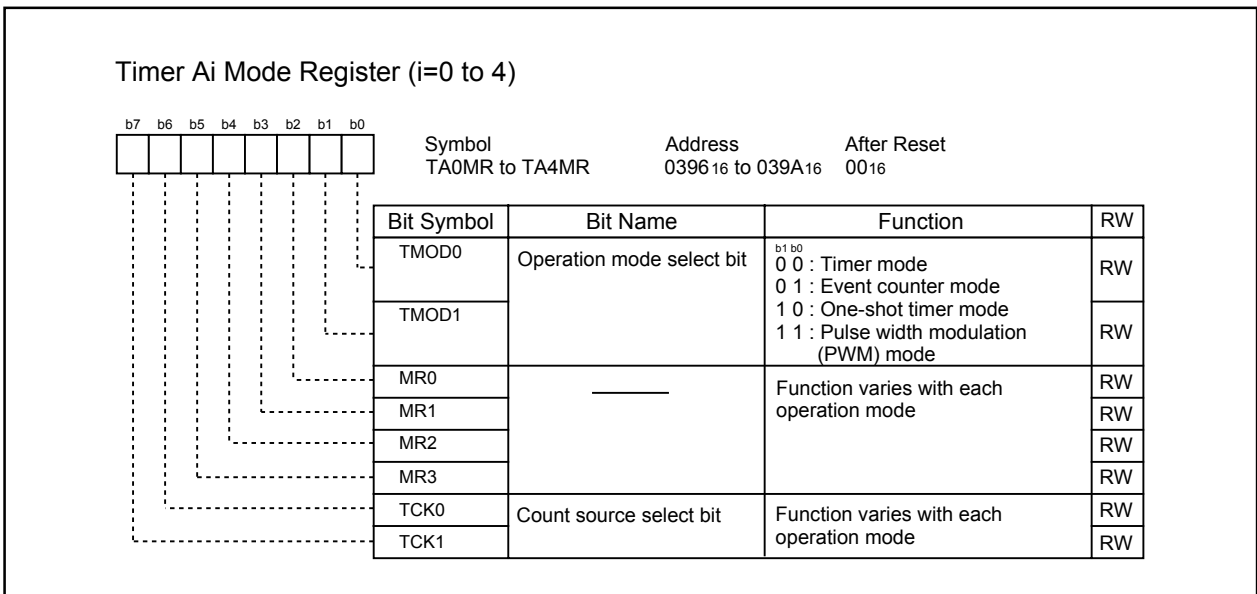 Timer Ai Mode Register (i=0 to 4)
b7 b6 b5 b4 b3 b2 b1 b0
Symbol Address After Reset
TA0MR to TA4MR 039616 to 039A16 0016
Bit Symbol Bit Name Function RW
TMOD0 Operation mode select bit b1 b0
0 0 : Timer mode RW
0 1 : Event counter mode
TMOD1 1 0 : One-shot timer mode
1 1 : Pulse width modulation RW
(PWM) mode
MR0 Function varies with each RW
MR1 operation mode RW
MR2 RW
MR3 RW
TCK0 Count source select bit Function varies with each RW
TCK1 operation mode RW